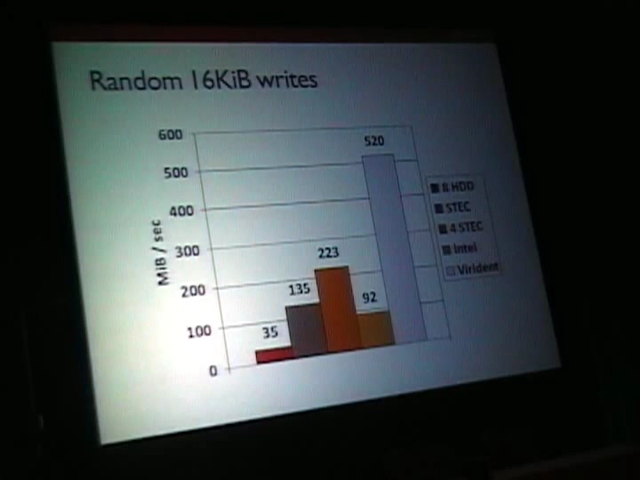 Random 16KiB writes
600
500
400
300
200
100
0
MiB / sec
35
135
223
92
520
8 HDD
STEC
4 STEC
Intel
Virident